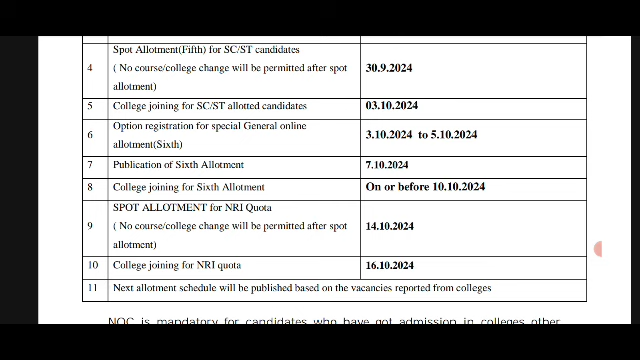 Spot Allotment(Fifth) for SC/ST candidates
4 ( No course/college change will be permitted after spot 30.9.2024
allotment)
5 College joining for SC/ST allotted candidates 03.10.2024
Option registration for special General online
6 3.10.2024 to 5.10.2024
allotment(Sixth)
7 Publication of Sixth Allotment 7.10.2024
8 College joining for Sixth Allotment On or before 10.10.2024
SPOT ALLOTMENT for NRI Quota
9 ( No course/college change will be permitted after spot 14.10.2024
allotment)
10 College joining for NRI quota 16.10.2024
11 Next allotment schedule will be published based on the vacancies reported from colleges
NOC is mandatory for candidates who have got admission in colleges other